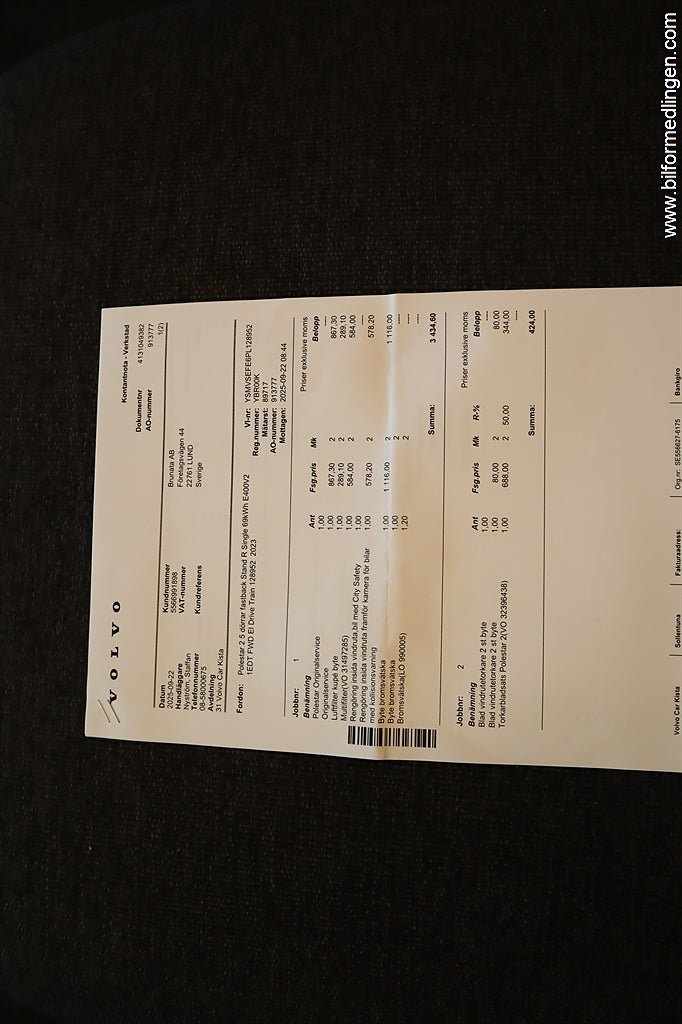 www.bilformedlingen.com
VOLVO
Kontantnota - Verkstad
Dokumentnr 4131049382
AO-nummer 913777
1(2)
Datum
2025-09-22
Handläggare
Nyström, Staffan
Telefonnummer
08-58000675
Avdelning
31 Volvo Car Kista
Kundnummer
5566991898
VAT-nummer
Kundreferens
Brunata AB
Företagsvägen 44
22761 LUND
Sverige
Fordon: Polestar 2 5 dörrar fastback Stand R Single 69kWh E400V2
1EDT FWD El Drive Train 128952 2023
VI-nr: YSMVSEFE6PL128952
Reg.nummer: YBR00K
Mätarst: 89717
AO-nummer: 913777
Mottagen: 2025-09-22 08:44
Jobbnr: 1 Priser exklusive moms
Benämning Ant Fsg.pris Mk Belopp
Polestar Originalservice 1,00 ----
Originalservice 1,00 867,30 2 867,30
Luftfilter kupé byte 1,00 289,10 2 289,10
Multifilter(VO 31497285) 1,00 584,00 2 584,00
Rengöring insida vindruta,bil med City Safety 1,00 ----
Rengöring insida vindruta framför kamera för bilar 1,00 578,20 2 578,20
med kollisionsvarning
Byte bromsvätska 1,00 1 116,00 2 1 116,00
Byte bromsvätska 1,00 2 ----
Bromsvätska(LO 990005) 1,20 2 ----
Summa: 3 434,60
Jobbnr: 2 Priser exklusive moms
Benämning Ant Fsg.pris Mk R-% Belopp
Blad vindrutetorkare 2 st byte 1,00 ----
Blad vindrutetorkare 2 st byte 1,00 80,00 2 80,00
Torkarbladsats Polestar 2(VO 32396438) 1,00 688,00 2 50,00 344,00
Summa: 424,00
Volvo Car Kista Sollentuna Fakturaadress: Org.nr: SE556627-6175 Bankgiro